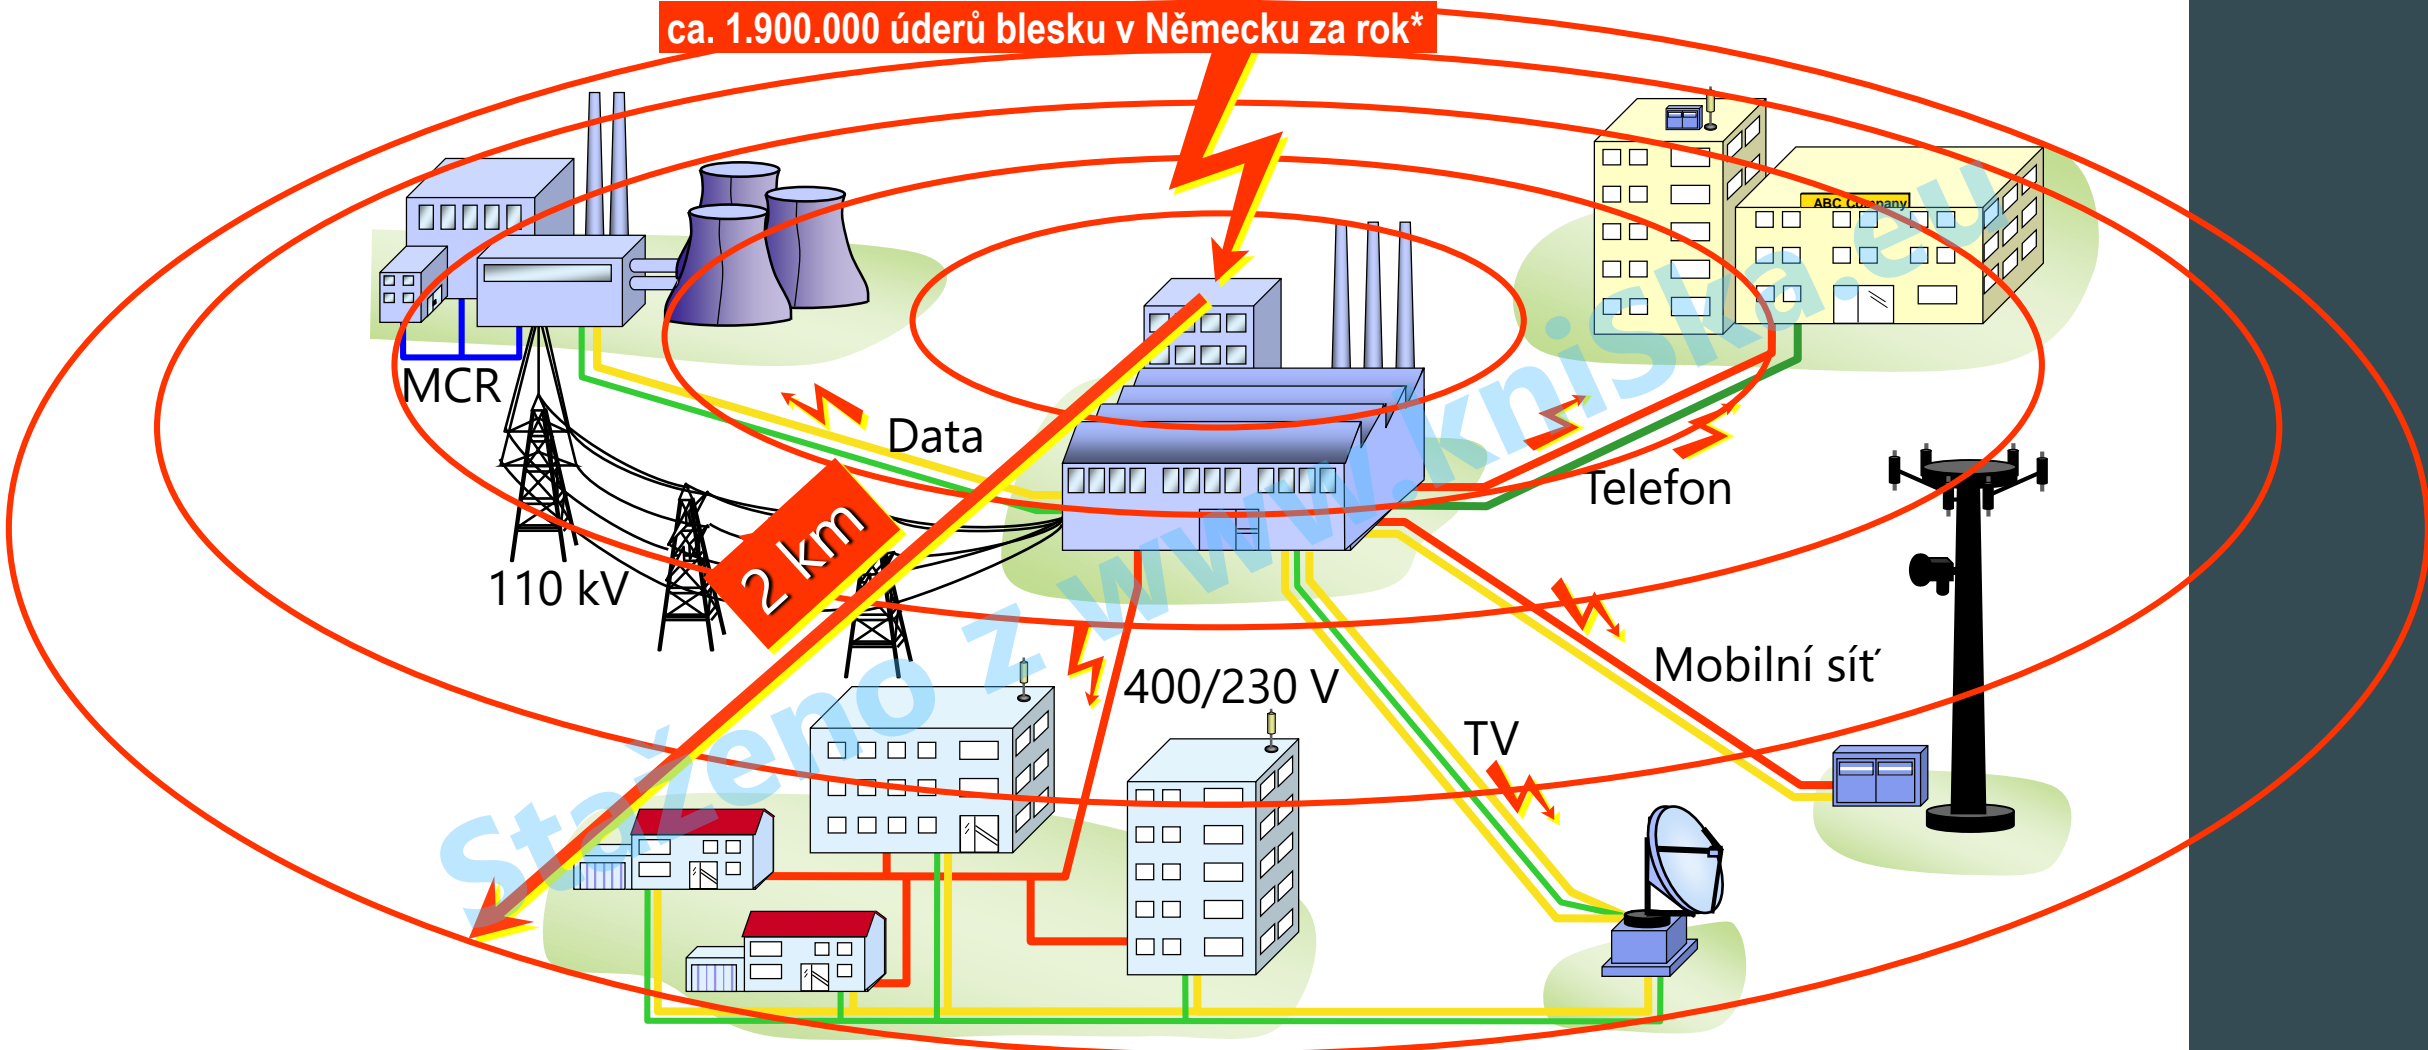 ca. 1.900.000 úderů blesku v Německu za rok*
ABC Company
MCR
Data
Telefon
110 kV
2 km
400/230 V
Mobilní síť
TV
Staženo z www.kniSka.eu